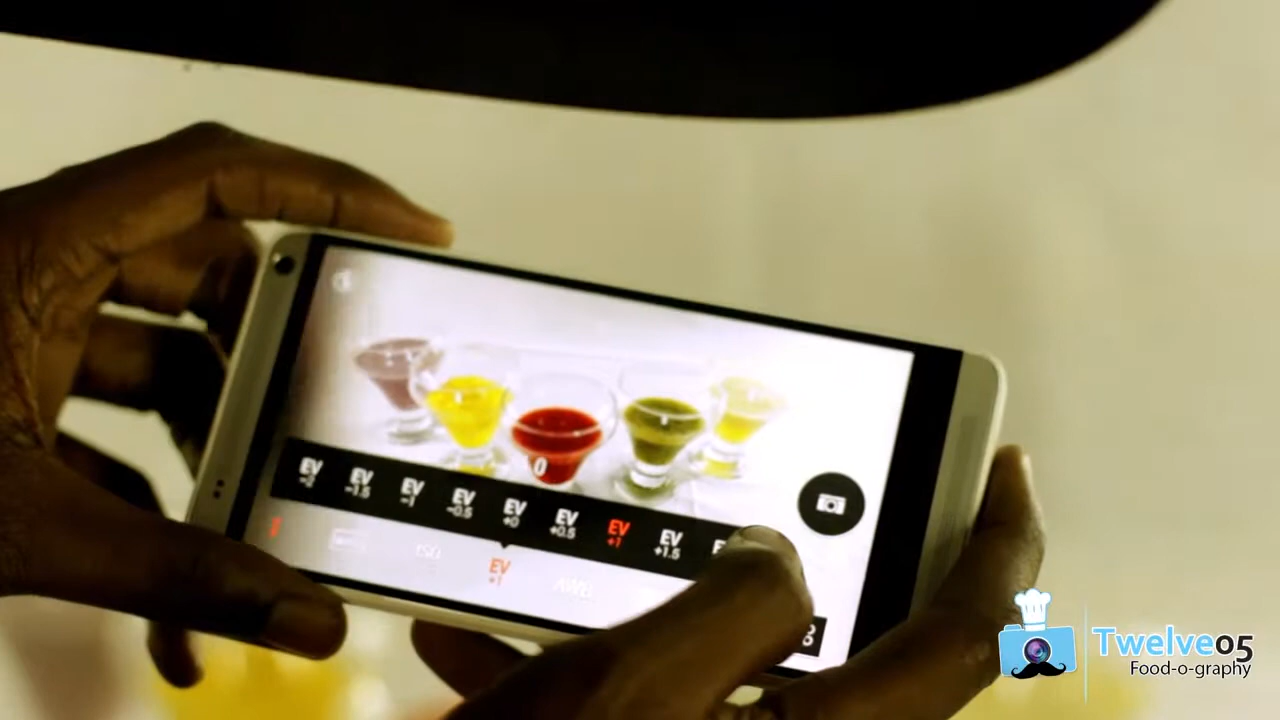 0
EV EV EV EV EV EV EV EV
-2 -1.5 -1 -0.5 +0 +0.5 +1 +1.5
ISO EV AWB
+1
Twelve05
Food-o-graphy